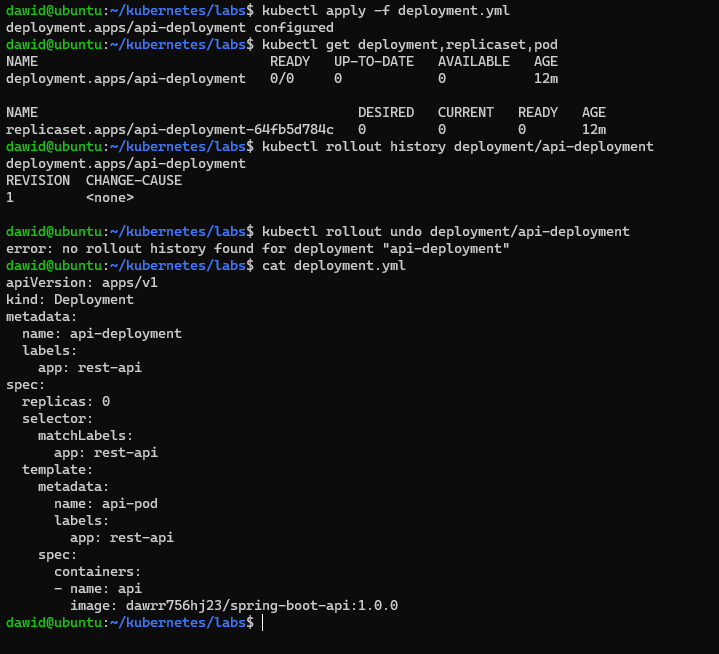 dawid@ubuntu:~/kubernetes/labs$ kubectl apply -f deployment.yml
deployment.apps/api-deployment configured
dawid@ubuntu:~/kubernetes/labs$ kubectl get deployment,replicaset,pod
NAME                             READY   UP-TO-DATE   AVAILABLE   AGE
deployment.apps/api-deployment   0/0     0            0           12m

NAME                                        DESIRED   CURRENT   READY   AGE
replicaset.apps/api-deployment-64fb5d784c   0         0         0       12m
dawid@ubuntu:~/kubernetes/labs$ kubectl rollout history deployment/api-deployment
deployment.apps/api-deployment
REVISION  CHANGE-CAUSE
1         <none>

dawid@ubuntu:~/kubernetes/labs$ kubectl rollout undo deployment/api-deployment
error: no rollout history found for deployment "api-deployment"
dawid@ubuntu:~/kubernetes/labs$ cat deployment.yml
apiVersion: apps/v1
kind: Deployment
metadata:
  name: api-deployment
  labels:
    app: rest-api
spec:
  replicas: 0
  selector:
    matchLabels:
      app: rest-api
  template:
    metadata:
      name: api-pod
      labels:
        app: rest-api
    spec:
      containers:
      - name: api
        image: dawrr756hj23/spring-boot-api:1.0.0
dawid@ubuntu:~/kubernetes/labs$